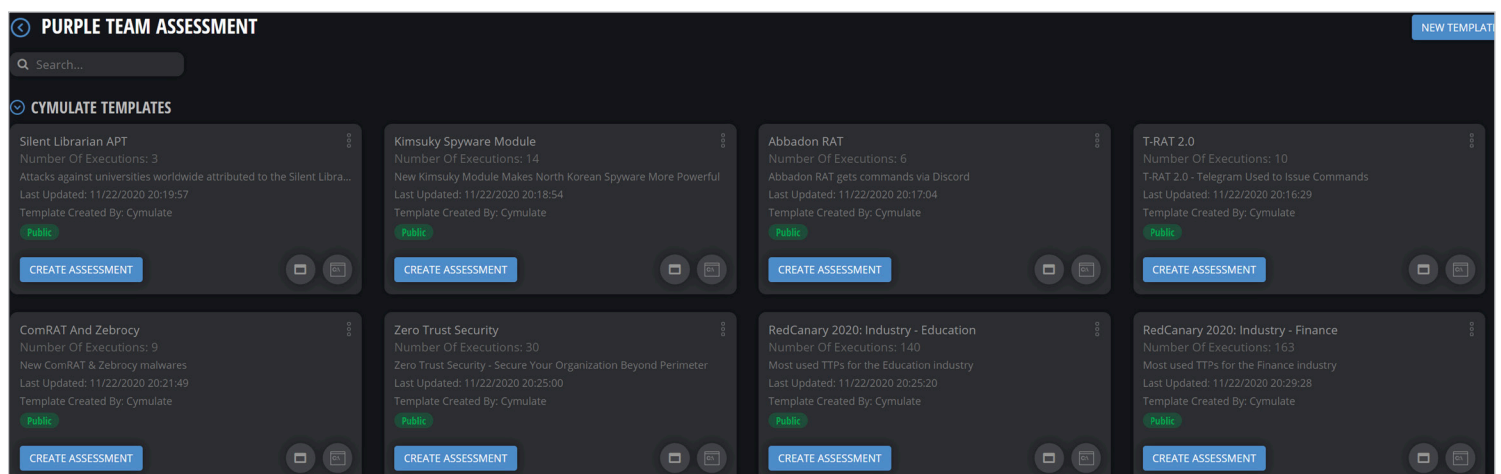 PURPLE TEAM ASSESSMENT
NEW TEMPLAT
Search...
CYMULATE TEMPLATES
Silent Librarian APT
Number Of Executions: 3
Attacks against universities worldwide attributed to the Silent Libra...
Last Updated: 11/22/2020 20:19:57
Template Created By: Cymulate
Public
CREATE ASSESSMENT
Kimsuky Spyware Module
Number Of Executions: 14
New Kimsuky Module Makes North Korean Spyware More Powerful
Last Updated: 11/22/2020 20:18:54
Template Created By: Cymulate
Public
CREATE ASSESSMENT
Abbadon RAT
Number Of Executions: 6
Abbadon RAT gets commands via Discord
Last Updated: 11/22/2020 20:17:04
Template Created By: Cymulate
Public
CREATE ASSESSMENT
T-RAT 2.0
Number Of Executions: 10
T-RAT 2.0 - Telegram Used to Issue Commands
Last Updated: 11/22/2020 20:16:29
Template Created By: Cymulate
Public
CREATE ASSESSMENT
ComRAT And Zebrocy
Number Of Executions: 9
New ComRAT & Zebrocy malwares
Last Updated: 11/22/2020 20:21:49
Template Created By: Cymulate
Public
CREATE ASSESSMENT
Zero Trust Security
Number Of Executions: 30
Zero Trust Security - Secure Your Organization Beyond Perimeter
Last Updated: 11/22/2020 20:25:00
Template Created By: Cymulate
Public
CREATE ASSESSMENT
RedCanary 2020: Industry - Education
Number Of Executions: 140
Most used TTPs for the Education industry
Last Updated: 11/22/2020 20:25:20
Template Created By: Cymulate
Public
CREATE ASSESSMENT
RedCanary 2020: Industry - Finance
Number Of Executions: 163
Most used TTPs for the Finance industry
Last Updated: 11/22/2020 20:29:28
Template Created By: Cymulate
Public
CREATE ASSESSMENT